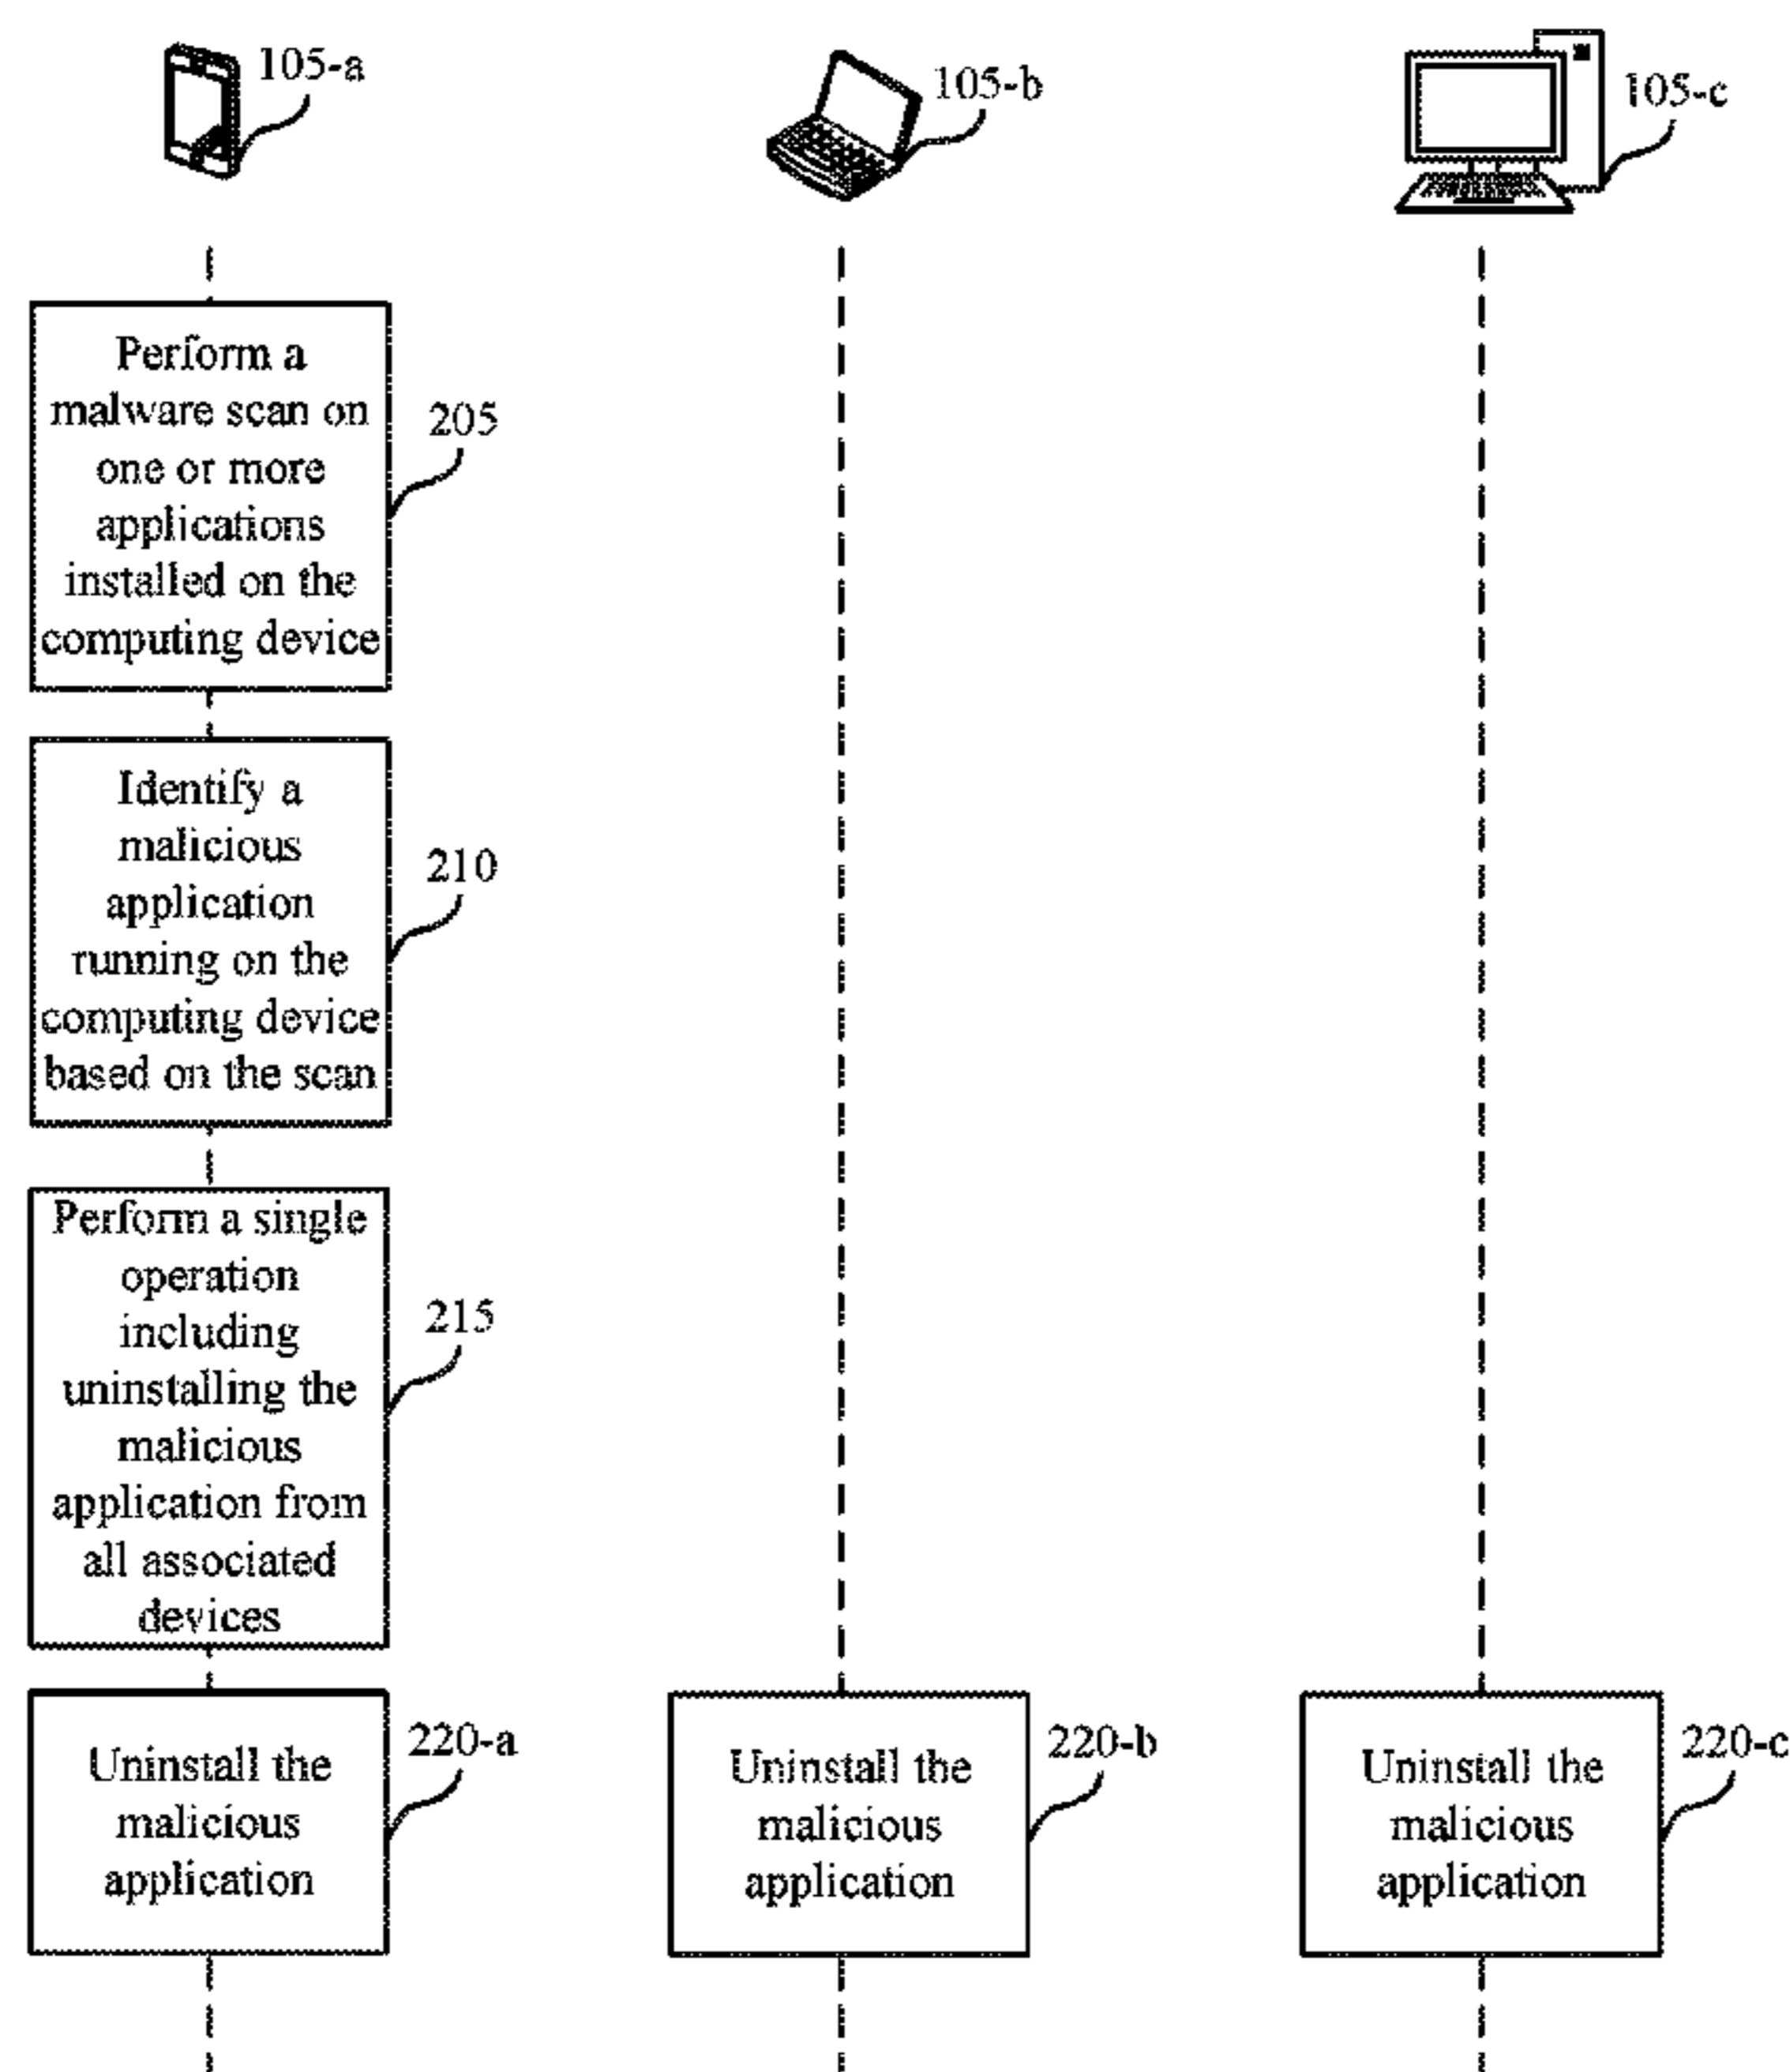 105-a
105-b
105-c
Perform a
malware scan on
one or more
applications
installed on the
computing device
205
Identify a
malicious
application
running on the
computing device
based on the scan
210
Perform a single
operation
including
uninstalling the
malicious
application from
all associated
devices
215
Uninstall the
malicious
application
220-a
Uninstall the
malicious
application
220-b
Uninstall the
malicious
application
220-c